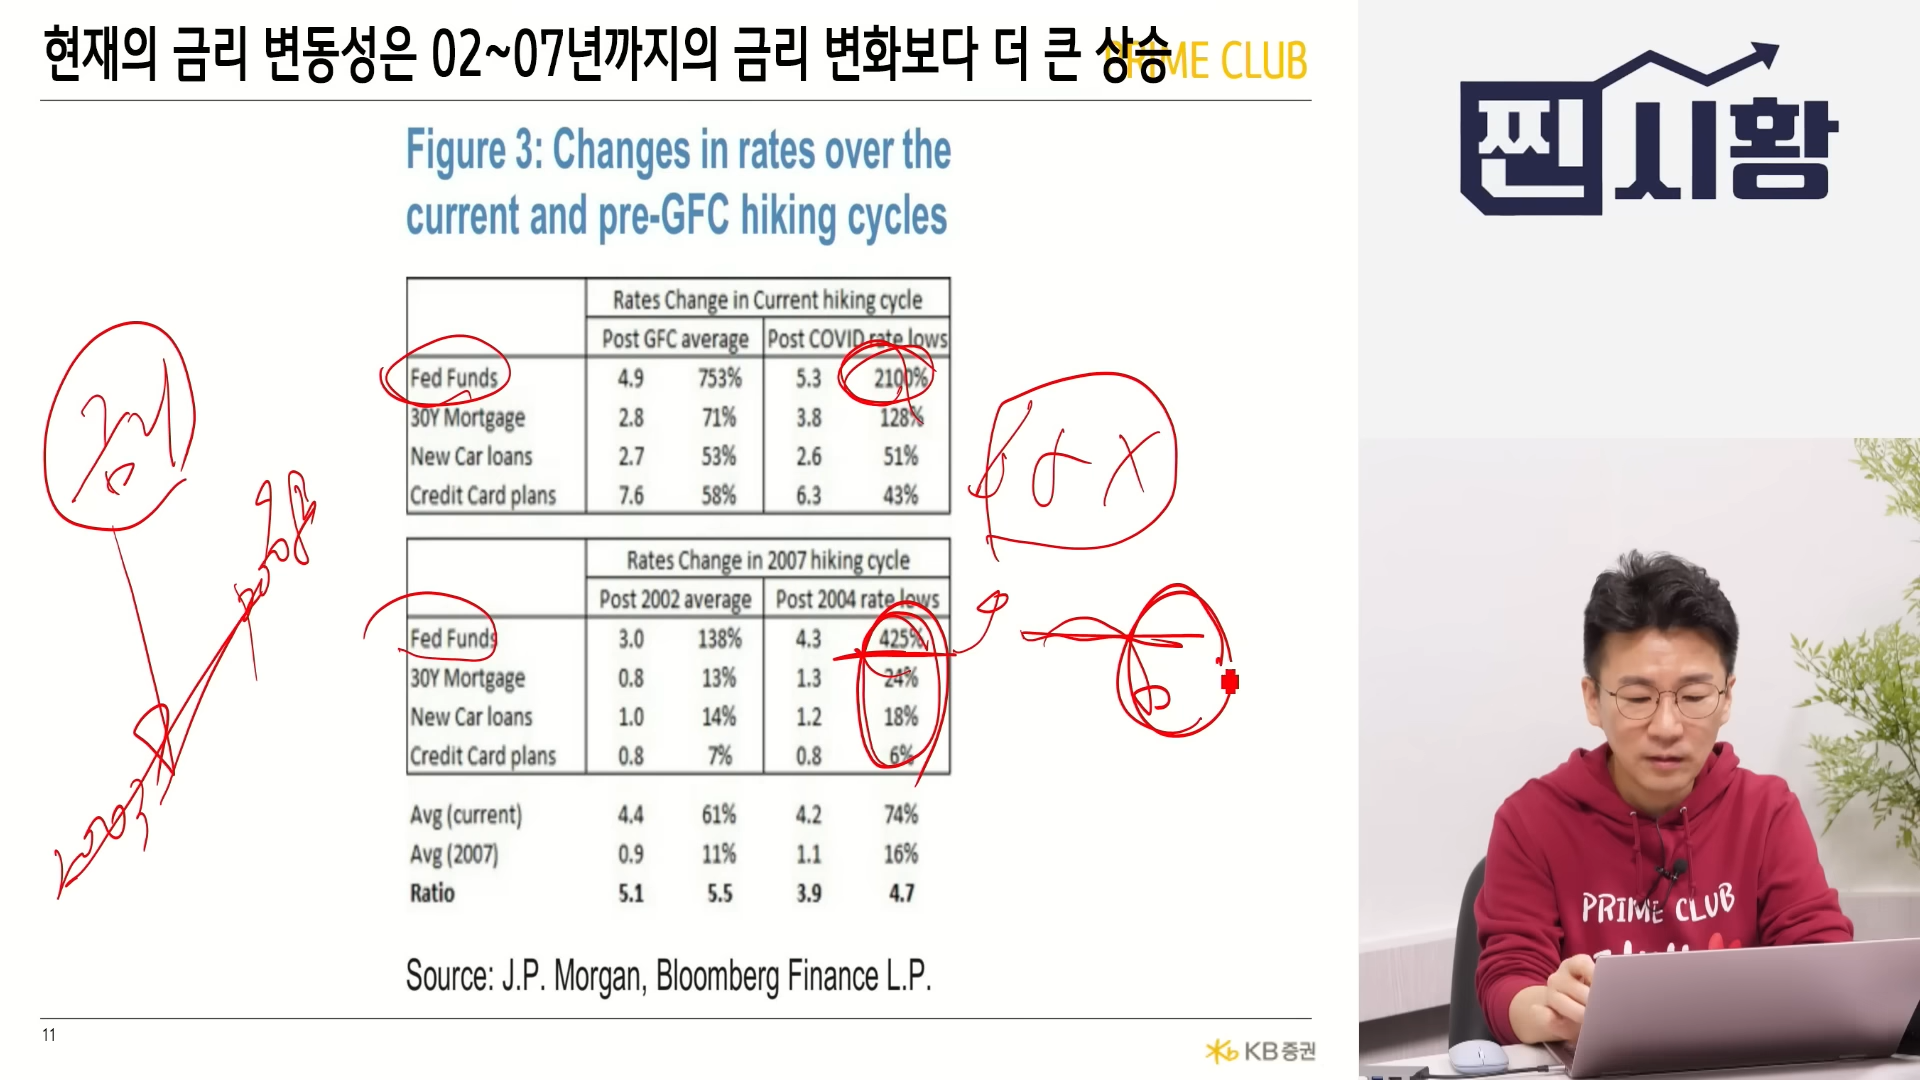 현재의 금리 변동성은 02~07년까지의 금리 변화보다 더 큰 상승
PRIME CLUB
찐시황
Figure 3: Changes in rates over the
current and pre-GFC hiking cycles
Rates Change in Current hiking cycle
Post GFC average Post COVID rate lows
Fed Funds 4.9 753% 5.3 2100%
30Y Mortgage 2.8 71% 3.8 128%
New Car loans 2.7 53% 2.6 51%
Credit Card plans 7.6 58% 6.3 43%
Rates Change in 2007 hiking cycle
Post 2002 average Post 2004 rate lows
Fed Funds 3.0 138% 4.3 425%
30Y Mortgage 0.8 13% 1.3 24%
New Car loans 1.0 14% 1.2 18%
Credit Card plans 0.8 7% 0.8 6%
Avg (current) 4.4 61% 4.2 74%
Avg (2007) 0.9 11% 1.1 16%
Ratio 5.1 5.5 3.9 4.7
Source: J.P. Morgan, Bloomberg Finance L.P.
11
KB증권
PRIME CLUB